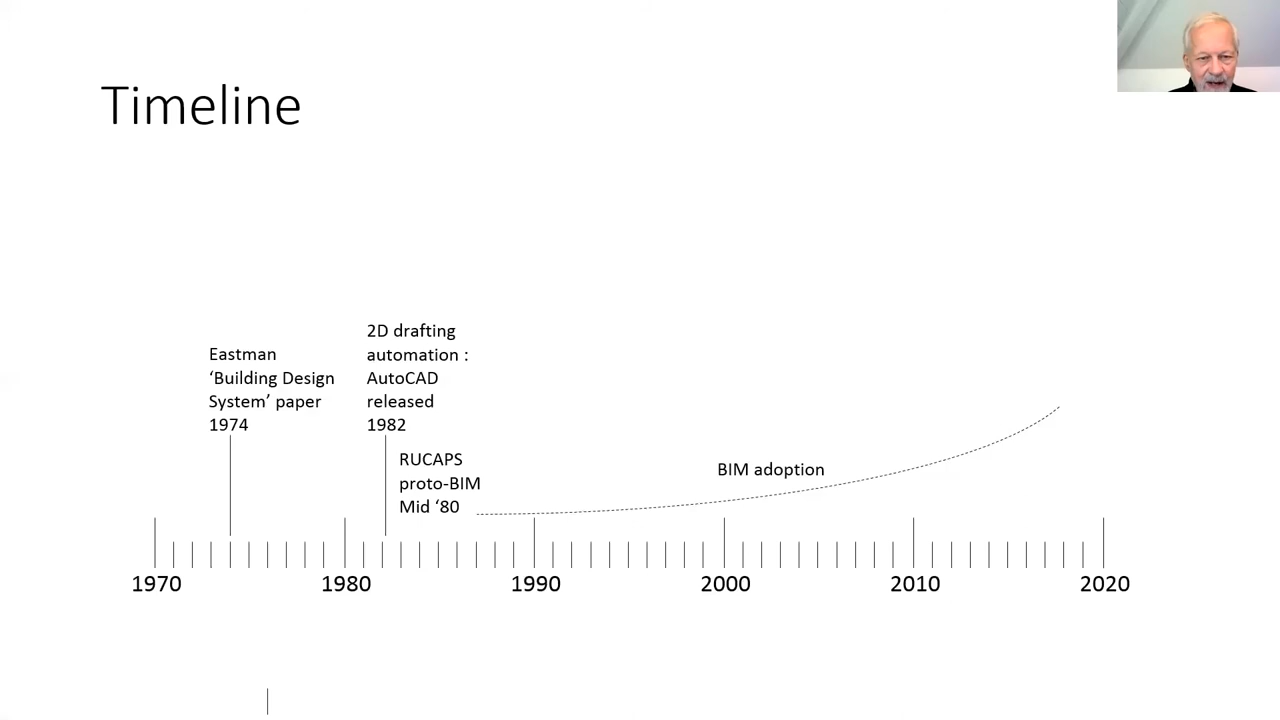 Timeline
Eastman
‘Building Design
System’ paper
1974
2D drafting
automation :
AutoCAD
released
1982
RUCAPS
proto-BIM
Mid ‘80
BIM adoption
1970
1980
1990
2000
2010
2020